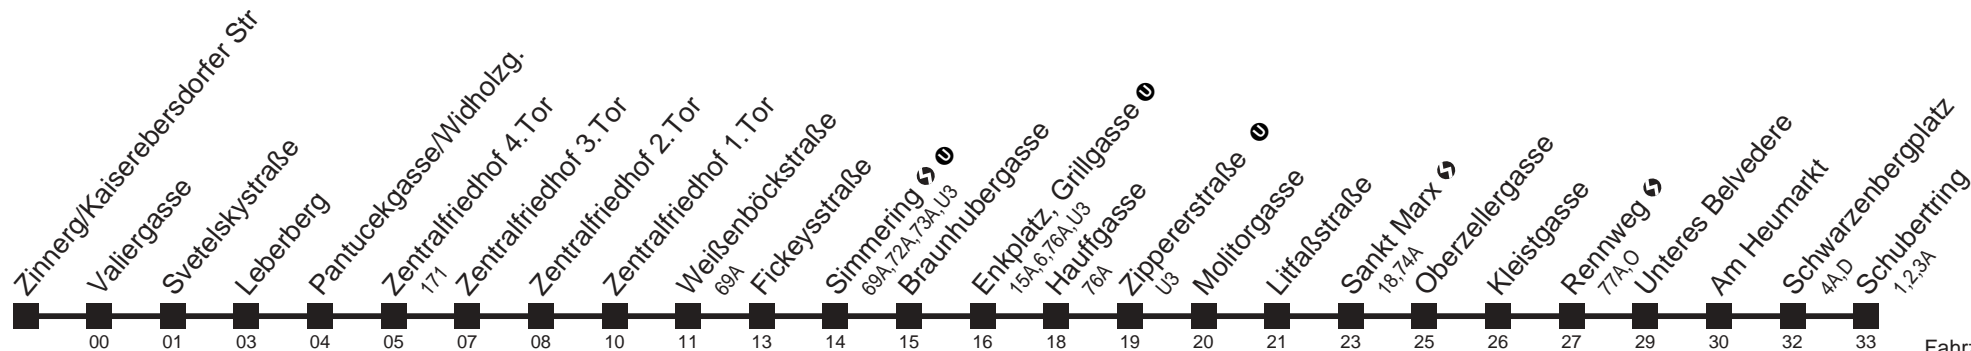 Zinnerg/Kaiserebersdorfer Str
Valiergasse
Svetelskystraße
Leberberg
Pantucekgasse/Widholzg.
Zentralfriedhof 4.Tor
171
Zentralfriedhof 3.Tor
Zentralfriedhof 2.Tor
Zentralfriedhof 1.Tor
Weißenböckstraße
69A
Fickeysstraße
Simmering
69A,72A,73A,U3
Braunhubergasse
Enkplatz, Grillgasse U
15A,6,76A,U3
Hauffgasse
76A
Zippererstraße U
U3
Molitorgasse
Litfaßstraße
Sankt Marx
18,74A
Oberzellergasse
Kleistgasse
Rennweg
77A,O
Unteres Belvedere
Am Heumarkt
Schwarzenbergplatz
4A,D
Schubertring
1,2,3A
00 01 03 04 05 07 08 10 11 13 14 15 16 18 19 20 21 23 25 26 27 29 30 32 33